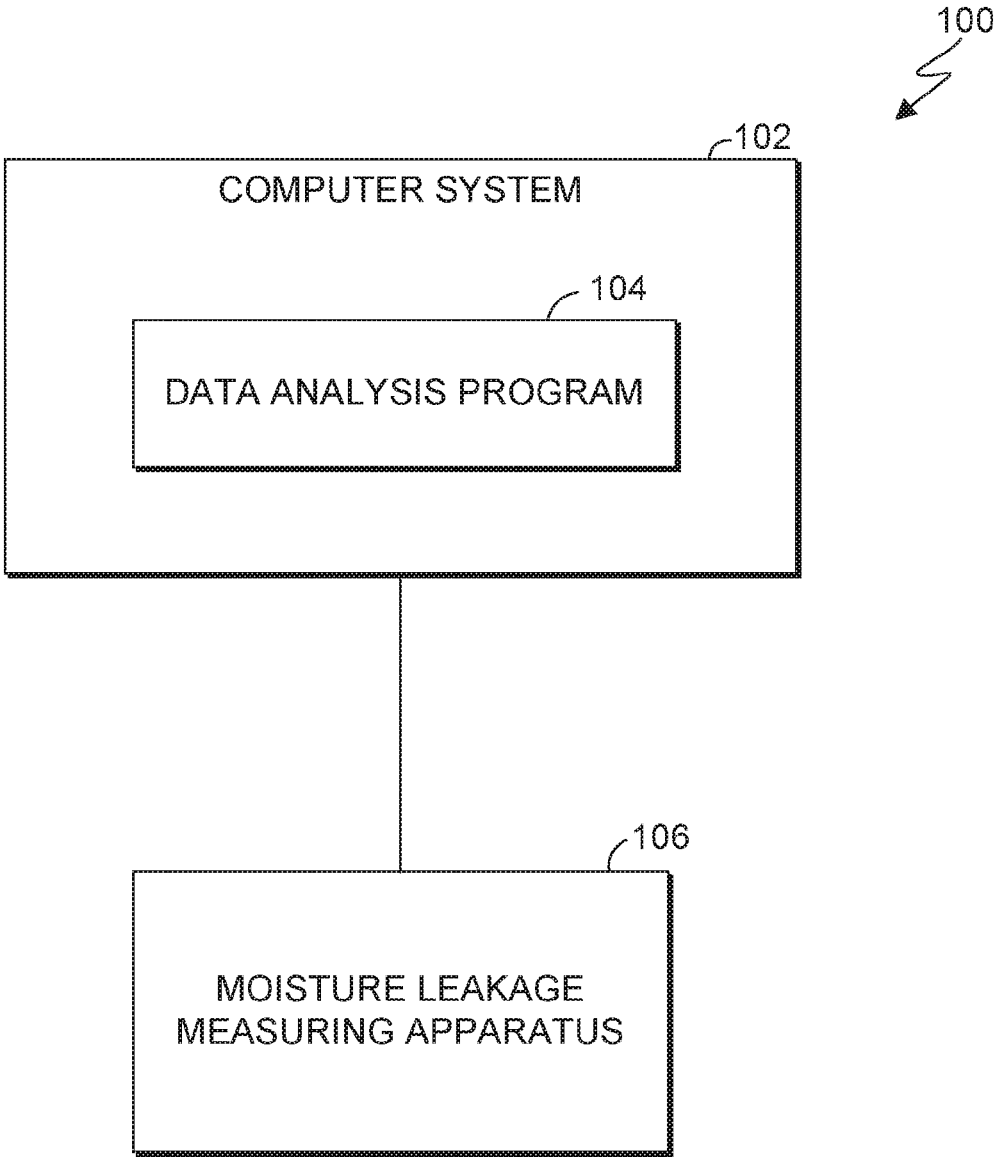 100
102
COMPUTER SYSTEM
104
DATA ANALYSIS PROGRAM
106
MOISTURE LEAKAGE
MEASURING APPARATUS